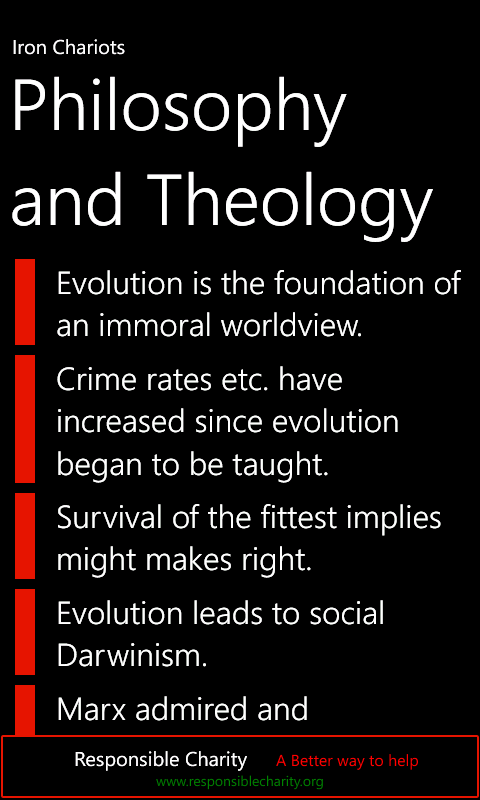 Iron Chariots
Philosophy
and Theology
Evolution is the foundation of
an immoral worldview.
Crime rates etc. have
increased since evolution
began to be taught.
Survival of the fittest implies
might makes right.
Evolution leads to social
Darwinism.
Marx admired and
Responsible Charity A Better way to help
www.responsiblecharity.org